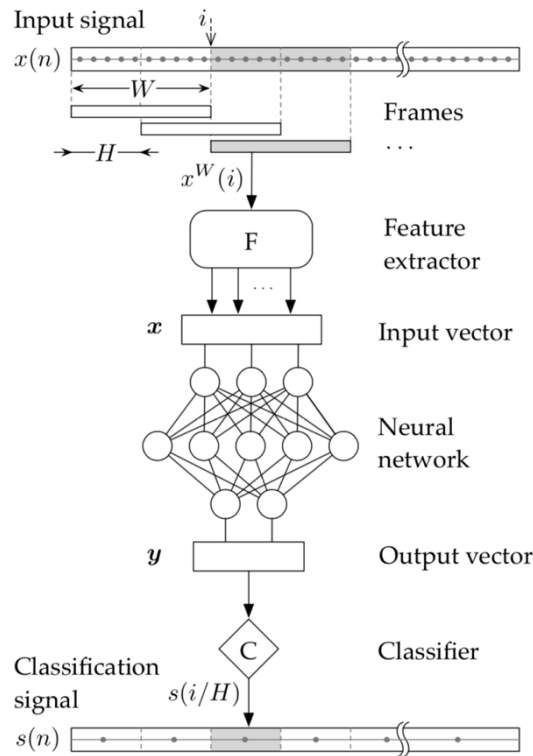 Input signal
i
x(n)
W
Frames
H
...
x^W(i)
F
Feature
extractor
...
x
Input vector
Neural
network
y
Output vector
C
Classifier
Classification
signal
s(i/H)
s(n)